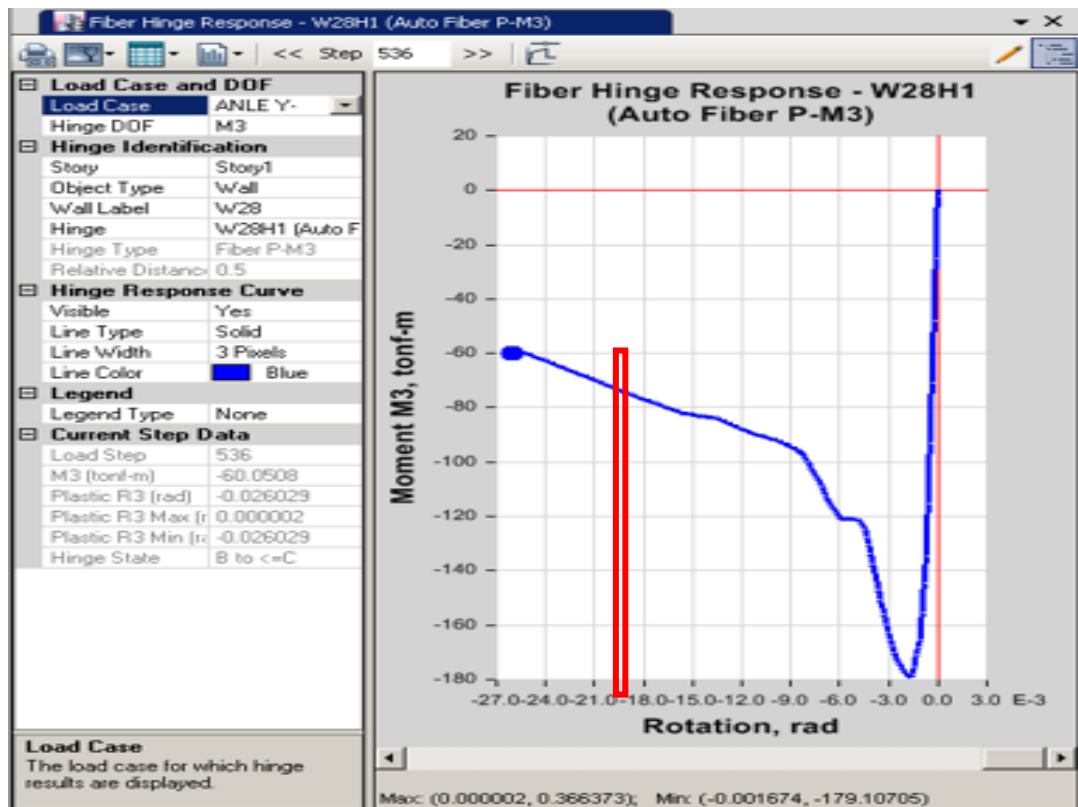 Fiber Hinge Response - W28H1 (Auto Fiber P-M3)
<< Step 536 >>
Load Case and DOF
Load Case ANLE Y-
Hinge DOF M3
Hinge Identification
Story Story1
Object Type Wall
Wall Label W28
Hinge W28H1 (Auto F
Hinge Type Fiber P-M3
Relative Distanc 0.5
Hinge Response Curve
Visible Yes
Line Type Solid
Line Width 3 Pixels
Line Color Blue
Legend
Legend Type None
Current Step Data
Load Step 536
M3 (tonf-m) -60.0508
Plastic R3 (rad) -0.026029
Plastic R3 Max (r 0.000002
Plastic R3 Min (ra -0.026029
Hinge State B to <=C
Load Case
The load case for which hinge
results are displayed.
Fiber Hinge Response - W28H1
(Auto Fiber P-M3)
20
0
-20
-40
-60
-80
-100
-120
-140
-160
-180
Moment M3, tonf-m
-27.0 -24.0 -21.0 -18.0 -15.0 -12.0 -9.0 -6.0 -3.0 0.0 3.0 E-3
Rotation, rad
Max: (0.000002, 0.366373); Min: (-0.001674, -179.10705)